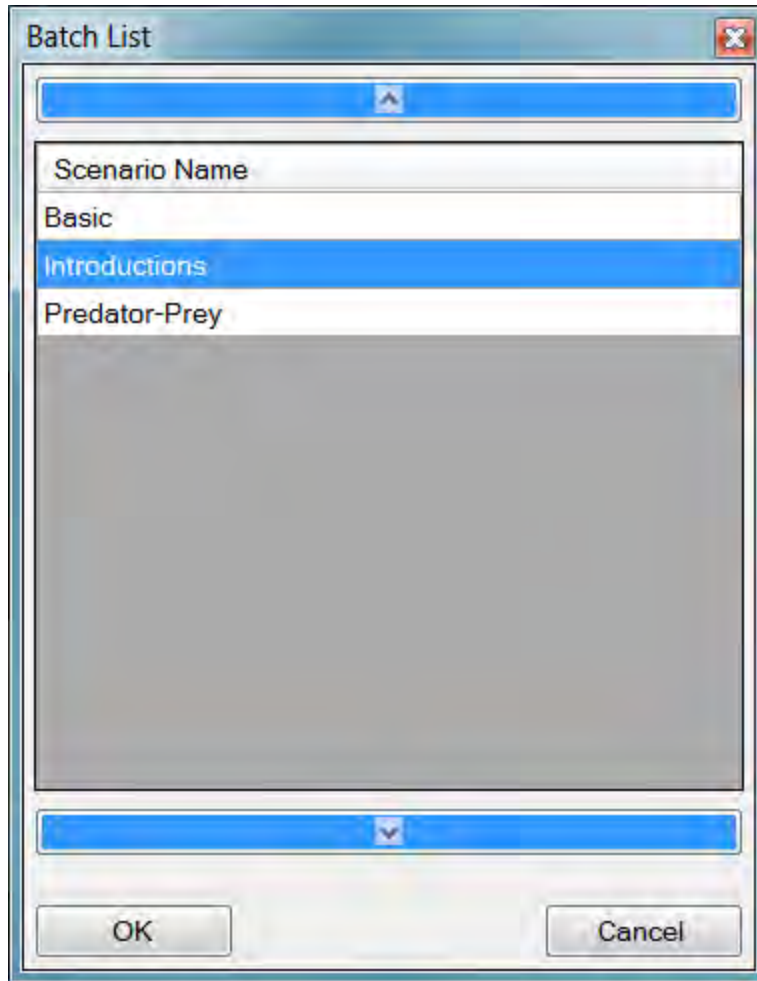 Batch List
Scenario Name
Basic
Introductions
Predator-Prey
OK
Cancel